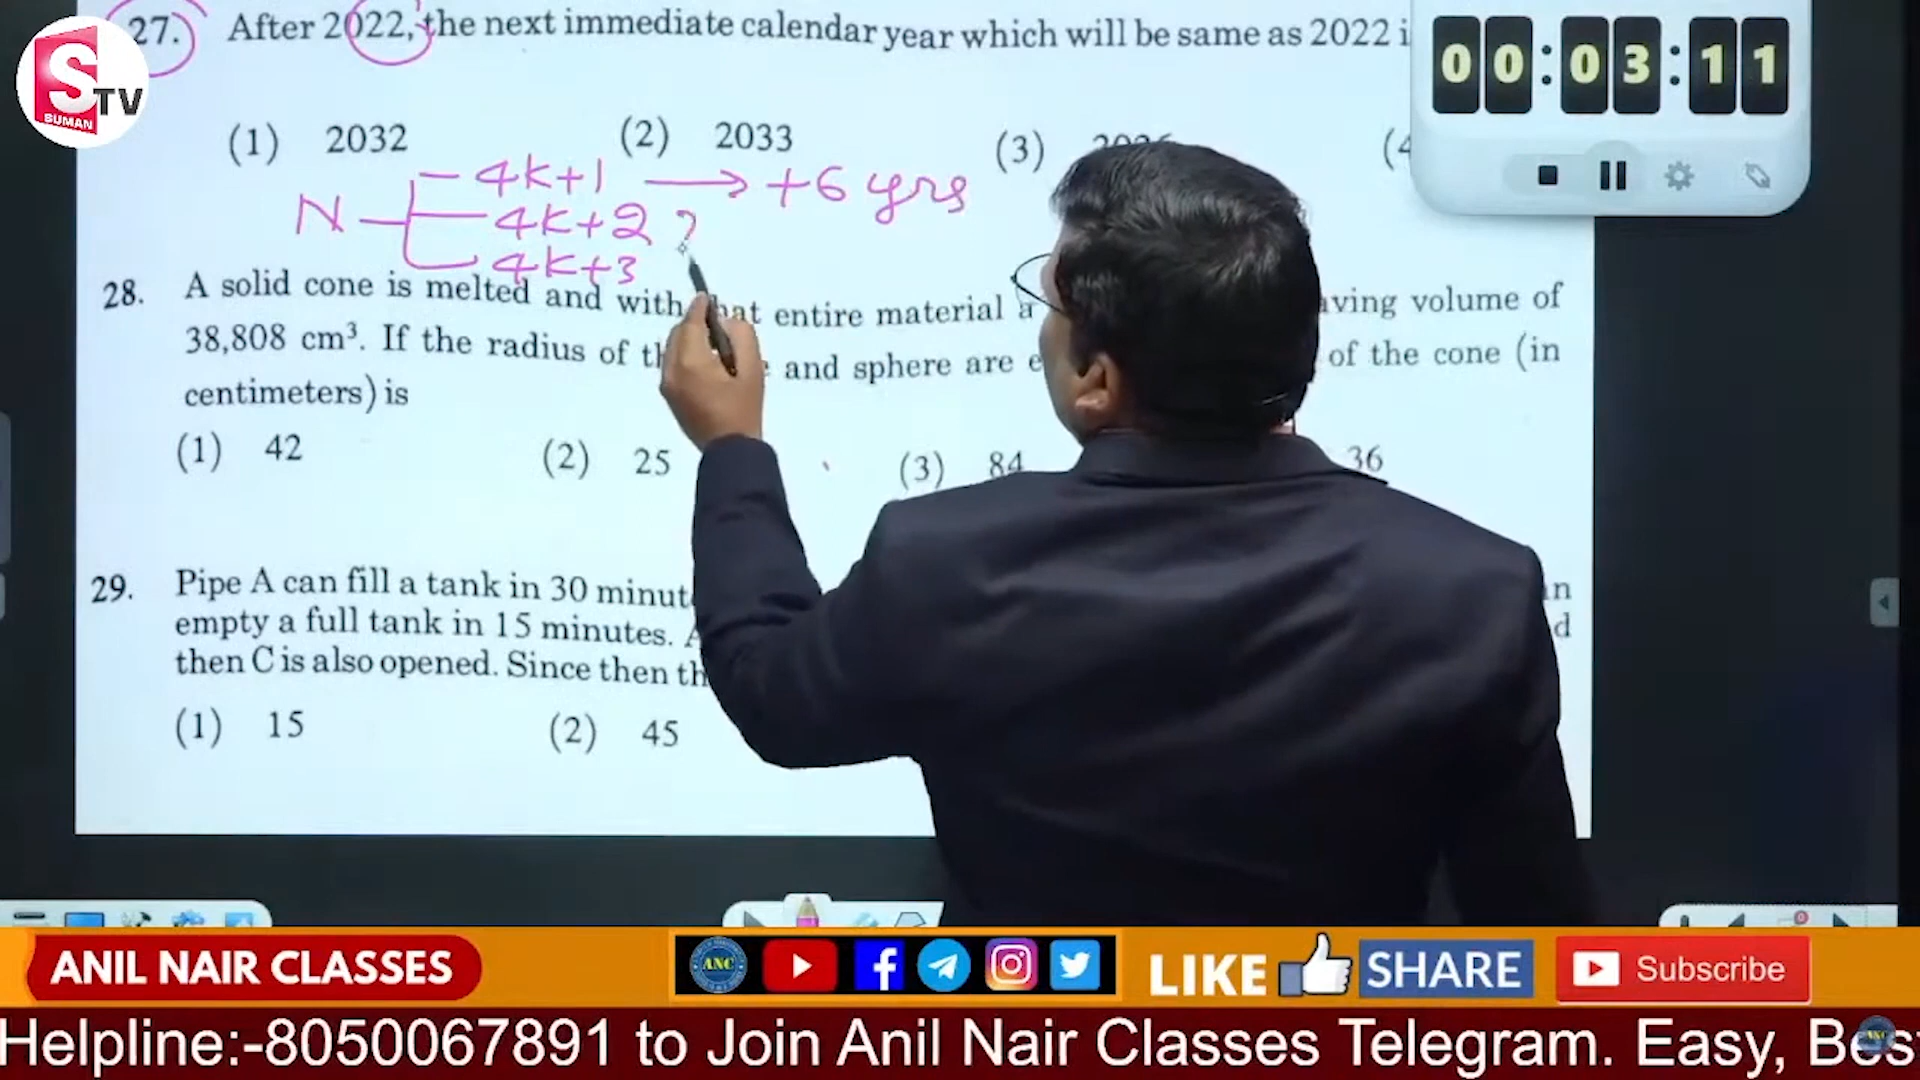 27. After 2022, the next immediate calendar year which will be same as 2022 i
00:03:11
S TV
SUMAN
(1) 2032 (2) 2033 (3) (4
N 4k+1 → +6 yrs
4k+2 }
4k+3
28. A solid cone is melted and with that entire material a aving volume of
38,808 cm³. If the radius of th and sphere are e of the cone (in
centimeters) is
(1) 42 (2) 25 (3) 84 36
29. Pipe A can fill a tank in 30 minut n
empty a full tank in 15 minutes. A d
then C is also opened. Since then th
(1) 15 (2) 45
ANIL NAIR CLASSES ANC LIKE SHARE Subscribe
Helpline:-8050067891 to Join Anil Nair Classes Telegram. Easy, Bes